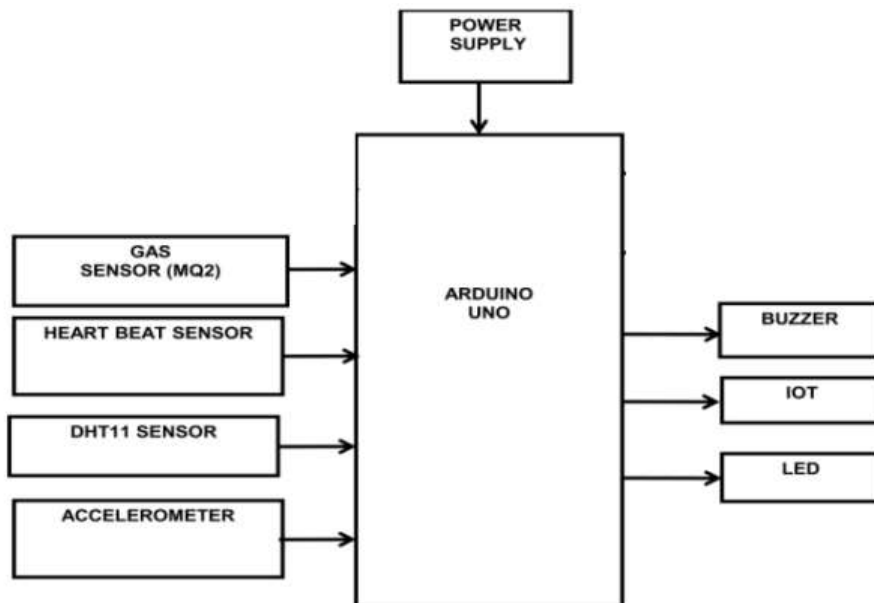 POWER
SUPPLY
GAS
SENSOR (MQ2)
HEART BEAT SENSOR
DHT11 SENSOR
ACCELEROMETER
ARDUINO
UNO
BUZZER
IOT
LED